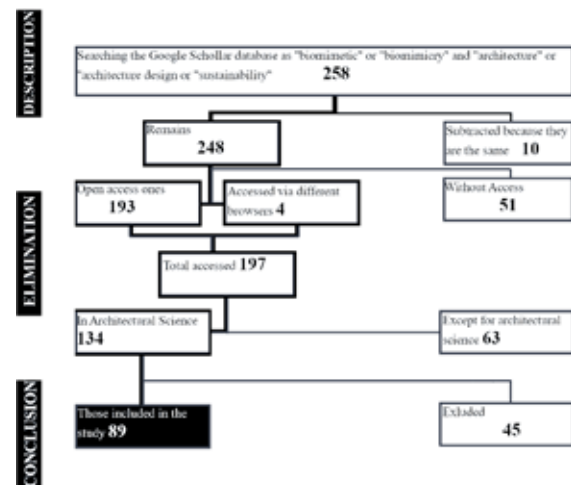 DESCRIPTION
Searching the Google Schollar database as "biomimetic" or "biomimicry" and "architecture" or
"architecture design or "sustainability" 258
Remains
248
Subtracted because they
are the same 10
ELIMINATION
Open access ones
193
Accessed via different
browsers 4
Without Access
51
Total accessed 197
In Architectural Science
134
Except for architectural
science 63
CONCLUSION
Those included in the
study 89
Exluded
45